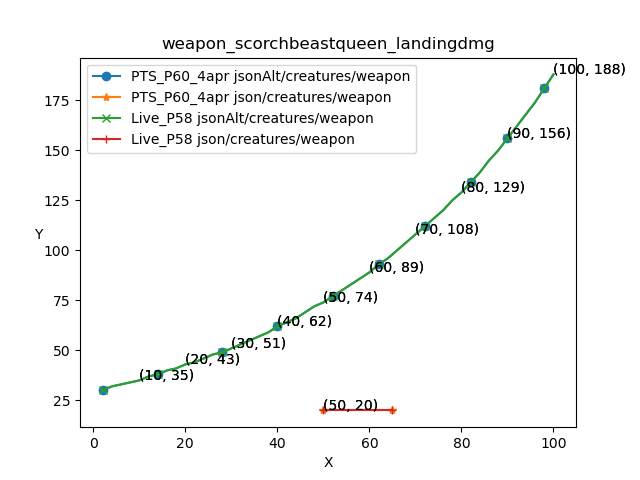 weapon_scorchbeastqueen_landingdmg
PTS_P60_4apr jsonAlt/creatures/weapon
PTS_P60_4apr json/creatures/weapon
Live_P58 jsonAlt/creatures/weapon
Live_P58 json/creatures/weapon
(100, 188)
(90, 156)
(80, 129)
(70, 108)
(60, 89)
(50, 74)
(40, 62)
(30, 51)
(20, 43)
(10, 35)
(50, 20)
175
150
125
100
75
50
25
Y
0 20 40 60 80 100
X